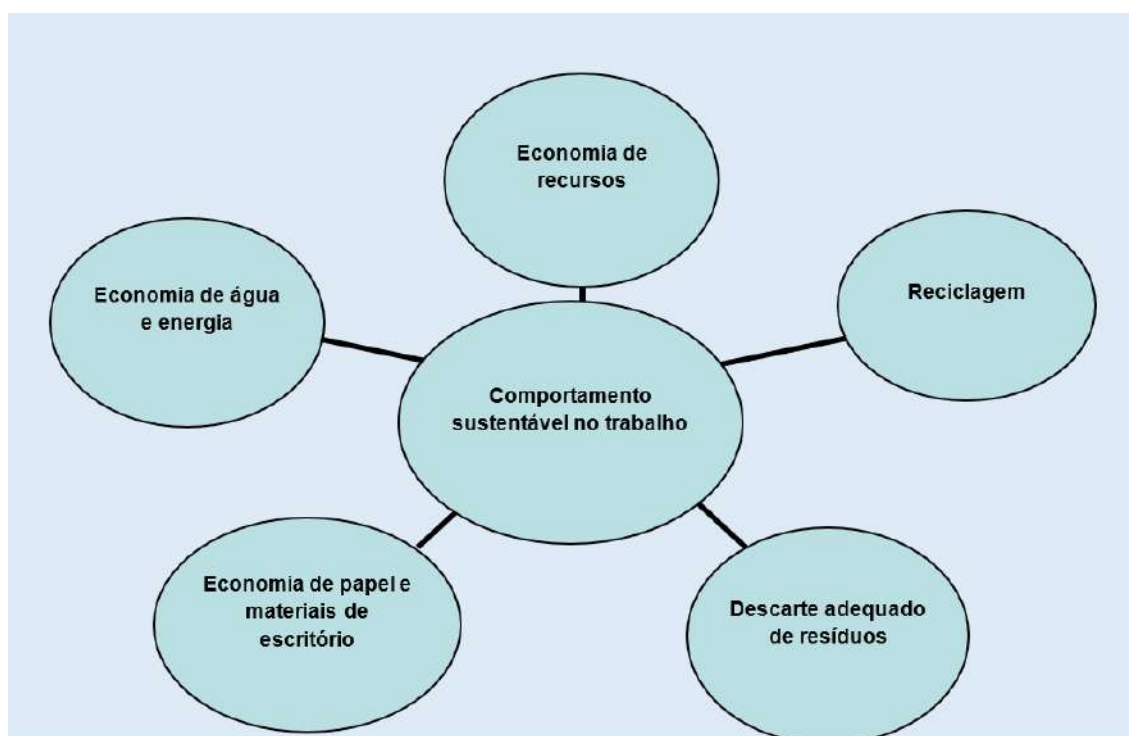 Economia de
recursos
Economia de água
e energia
Reciclagem
Comportamento
sustentável no trabalho
Economia de papel e
materiais de
escritório
Descarte adequado
de resíduos